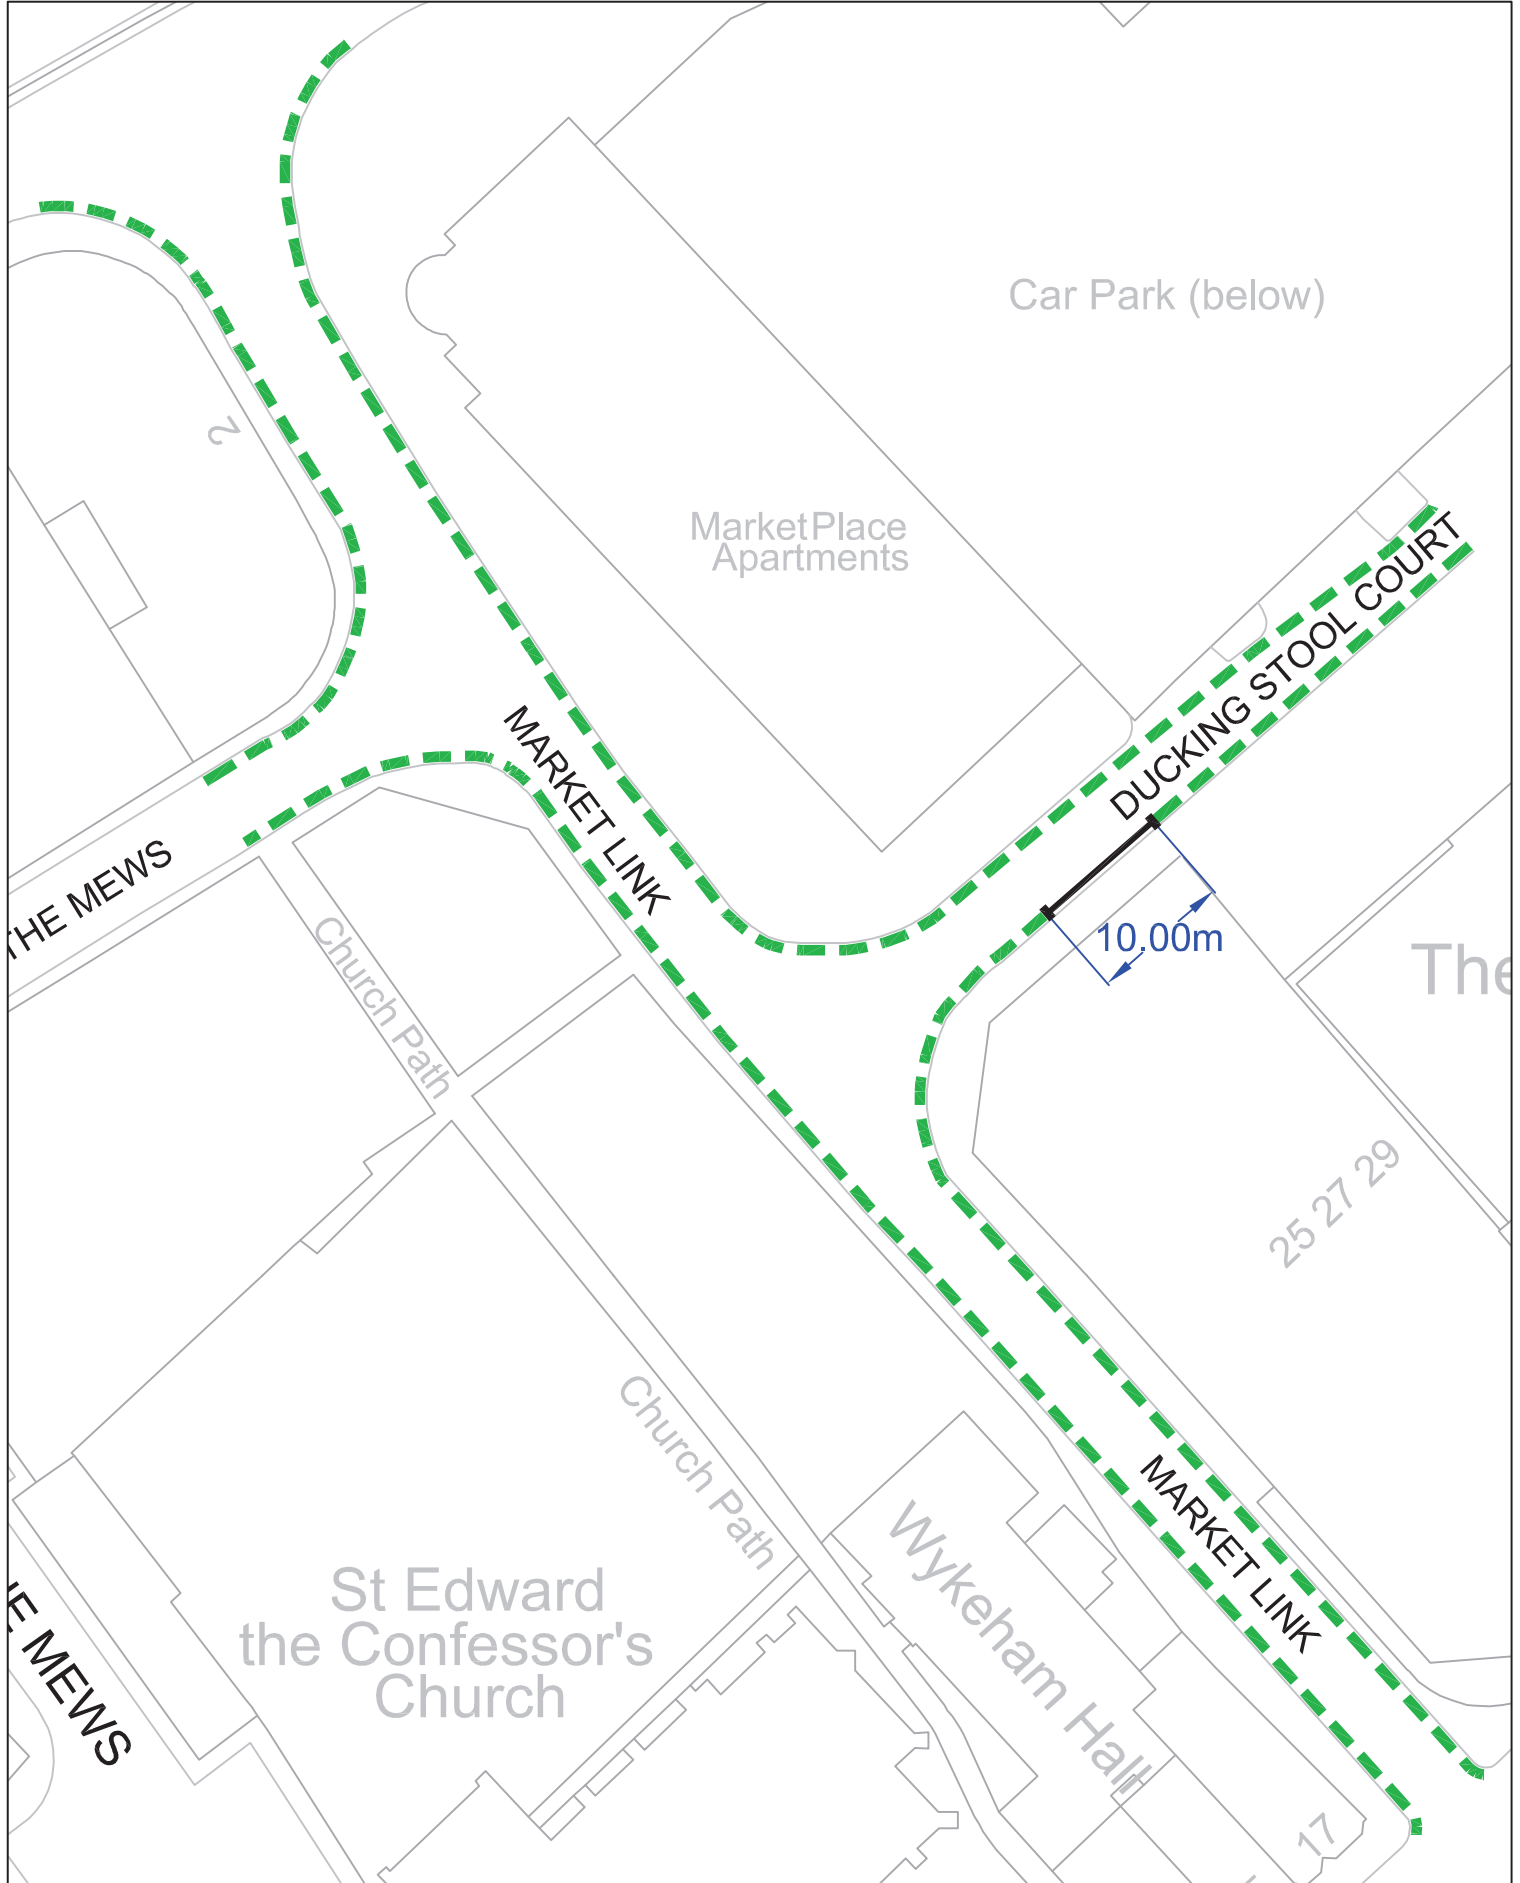 Car Park (below)
2
MarketPlace
Apartments
DUCKING STOOL COURT
MARKET LINK
THE MEWS
10.00m
Church Path
The
25 27 29
Church Path
MARKET LINK
Wykeham Hall
St Edward
the Confessor's
Church
MEWS
17